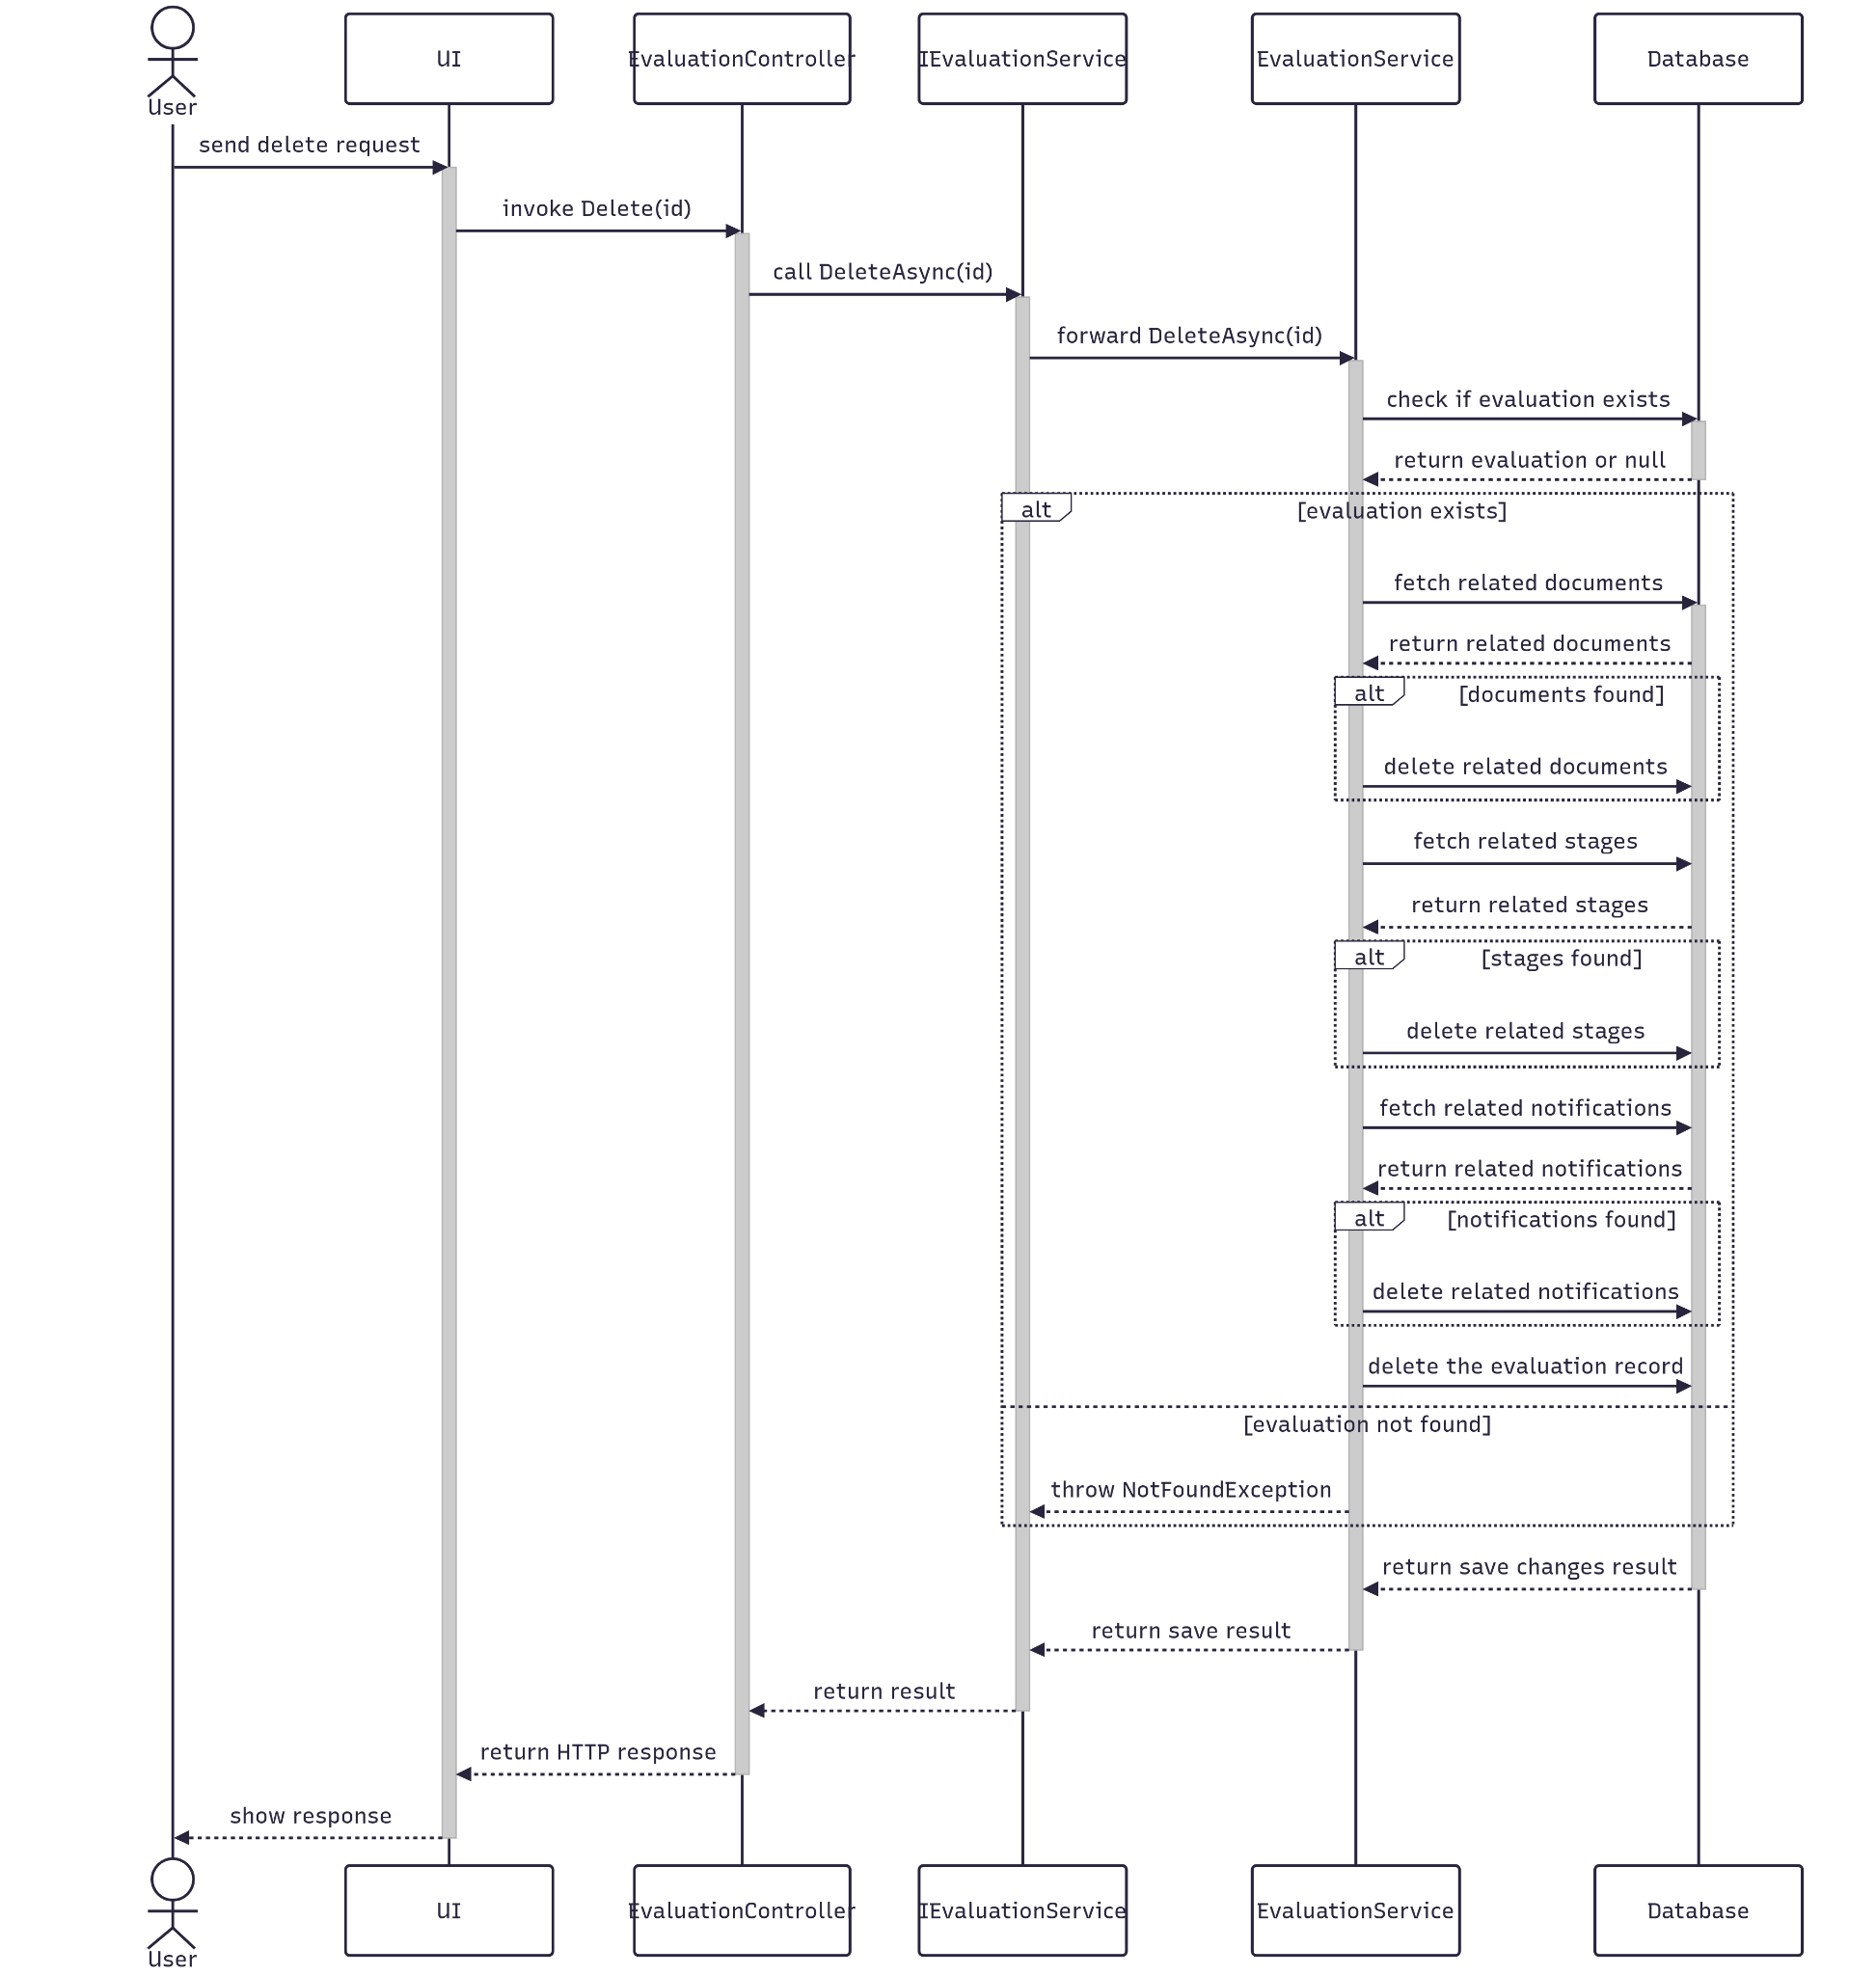 User
UI
EvaluationController
IEvaluationService
EvaluationService
Database
send delete request
invoke Delete(id)
call DeleteAsync(id)
forward DeleteAsync(id)
check if evaluation exists
return evaluation or null
alt
[evaluation exists]
fetch related documents
return related documents
alt
[documents found]
delete related documents
fetch related stages
return related stages
alt
[stages found]
delete related stages
fetch related notifications
return related notifications
alt
[notifications found]
delete related notifications
delete the evaluation record
[evaluation not found]
throw NotFoundException
return save changes result
return save result
return result
return HTTP response
show response
User
UI
EvaluationController
IEvaluationService
EvaluationService
Database